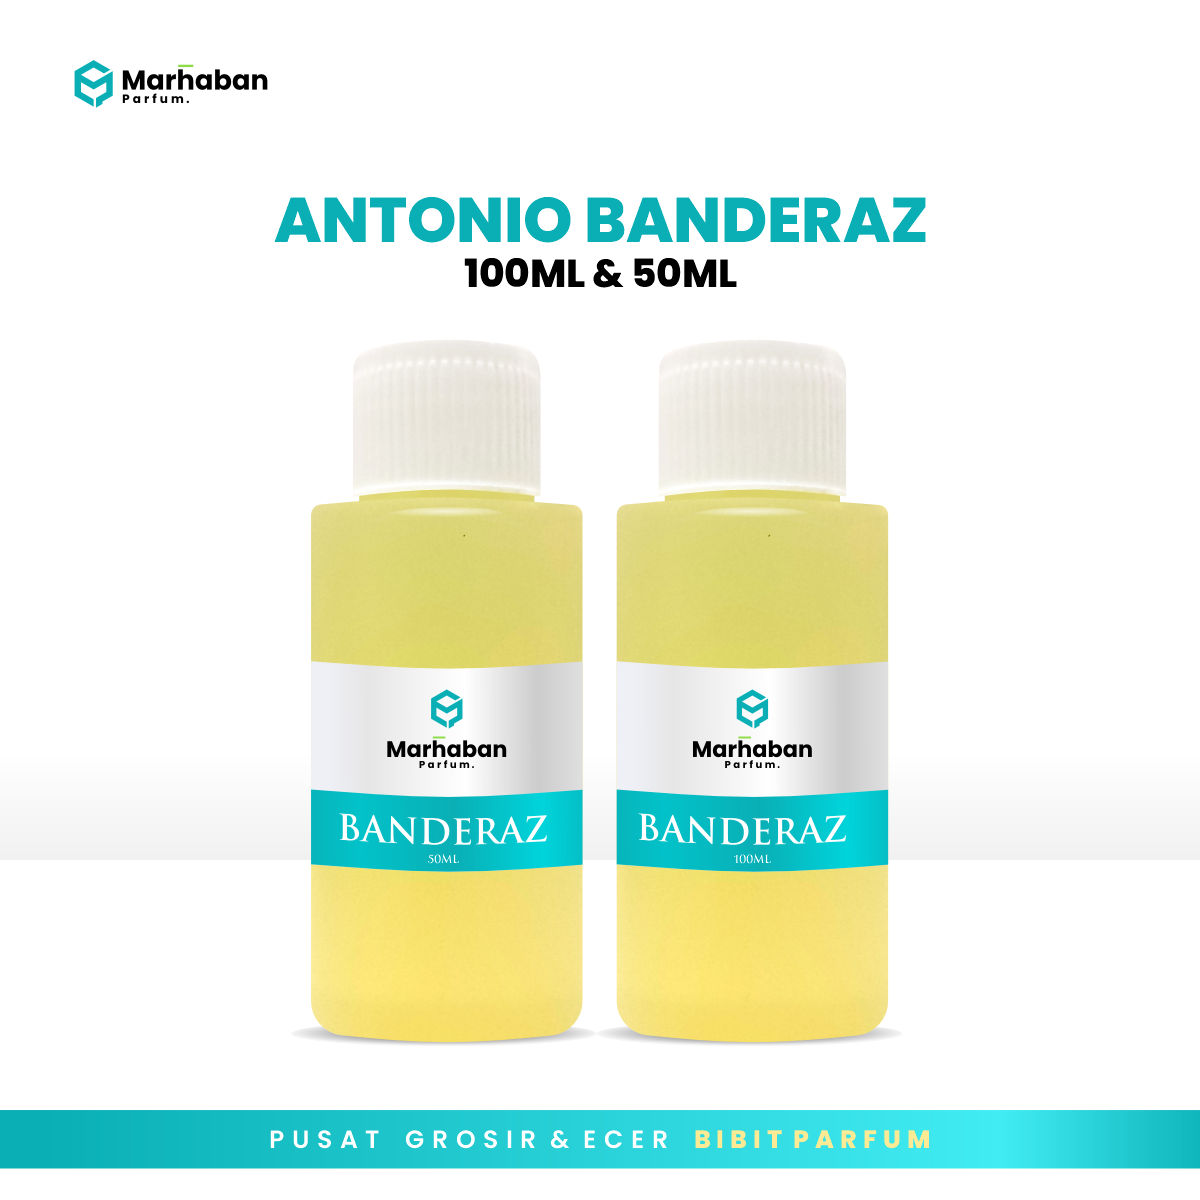 Marhaban
Parfum.
ANTONIO BANDERAZ
100ML & 50ML
Marhaban
Parfum.
BANDERAZ
50ML
Marhaban
Parfum.
BANDERAZ
100ML
PUSAT GROSIR & ECER BIBIT PARFUM